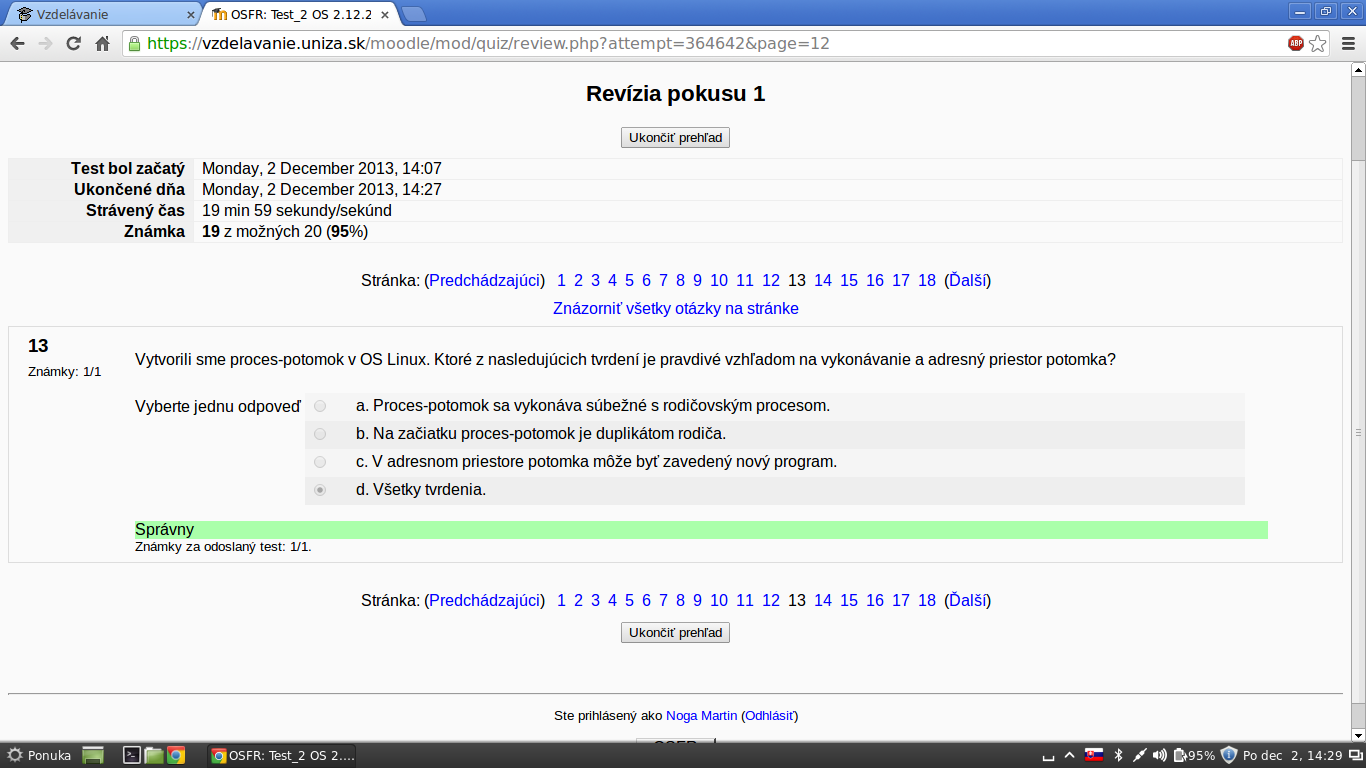 Vzdelávanie
OSFR: Test_2 OS 2.12.2
https://vzdelavanie.uniza.sk/moodle/mod/quiz/review.php?attempt=364642&page=12
ABP
Revízia pokusu 1
Ukončiť prehľad
Test bol začatý Monday, 2 December 2013, 14:07
Ukončené dňa Monday, 2 December 2013, 14:27
Strávený čas 19 min 59 sekundy/sekúnd
Známka 19 z možných 20 (95%)
Stránka: (Predchádzajúci) 1 2 3 4 5 6 7 8 9 10 11 12 13 14 15 16 17 18 (Ďalší)
Znázorniť všetky otázky na stránke
13
Známky: 1/1
Vytvorili sme proces-potomok v OS Linux. Ktoré z nasledujúcich tvrdení je pravdivé vzhľadom na vykonávanie a adresný priestor potomka?
Vyberte jednu odpoveď
a. Proces-potomok sa vykonáva súbežné s rodičovským procesom.
b. Na začiatku proces-potomok je duplikátom rodiča.
c. V adresnom priestore potomka môže byť zavedený nový program.
d. Všetky tvrdenia.
Správny
Známky za odoslaný test: 1/1.
Stránka: (Predchádzajúci) 1 2 3 4 5 6 7 8 9 10 11 12 13 14 15 16 17 18 (Ďalší)
Ukončiť prehľad
Ste prihlásený ako Noga Martin (Odhlásiť)
Ponuka
OSFR: Test_2 OS 2....
95%
Po dec 2, 14:29